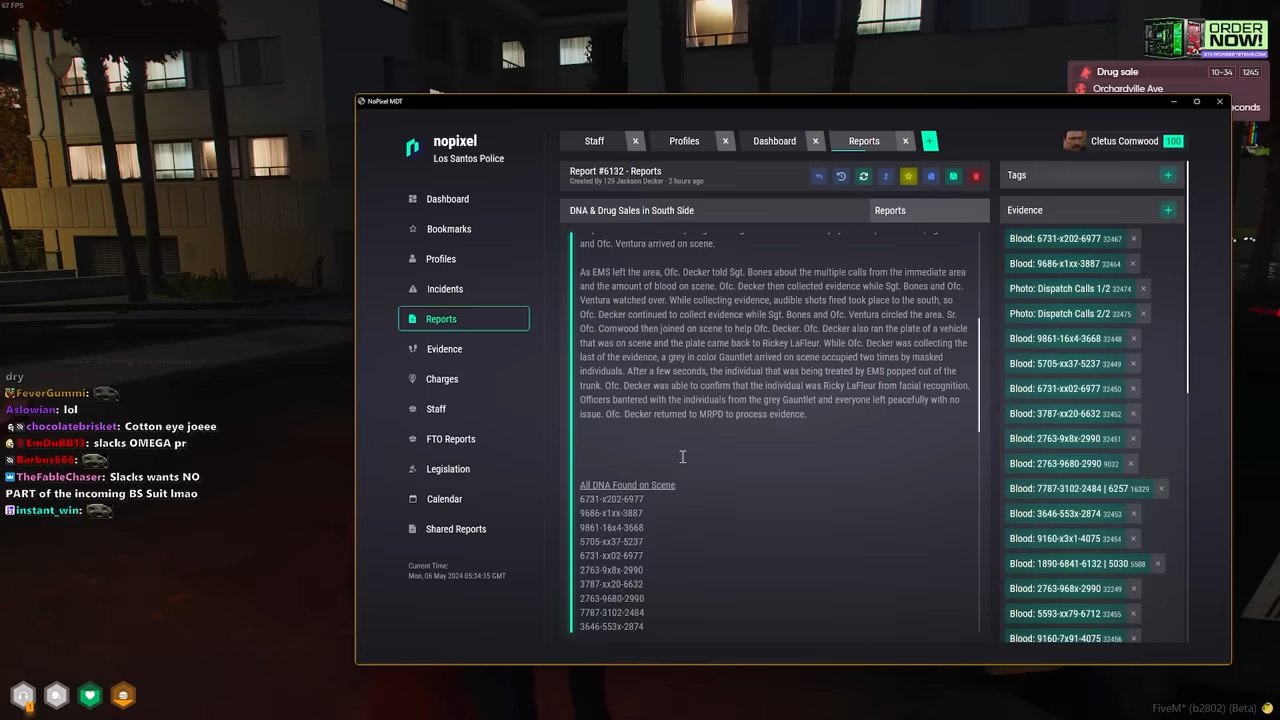 67 FPS
ORDER
NOW!
Drug sale
10-34
1245
Orchardville Ave
econds
NoPixel MDT
nopixel
Los Santos Police
Staff
Profiles
Dashboard
Reports
Cletus Cornwood 100
Dashboard
Bookmarks
Profiles
Incidents
Reports
Evidence
Charges
Staff
FTO Reports
Legislation
Calendar
Shared Reports
Current Time:
Mon, 06 May 2024 05:34:15 GMT
Report #6132 - Reports
Created By 129 Jackson Decker - 2 hours ago
DNA & Drug Sales in South Side
Reports
and Ofc. Ventura arrived on scene.
As EMS left the area, Ofc. Decker told Sgt. Bones about the multiple calls from the immediate area
and the amount of blood on scene. Ofc. Decker then collected evidence while Sgt. Bones and Ofc.
Ventura watched over. While collecting evidence, audible shots fired took place to the south, so
Ofc. Decker continued to collect evidence while Sgt. Bones and Ofc. Ventura circled the area. Sr.
Ofc. Cornwood then joined on scene to help Ofc. Decker. Ofc. Decker also ran the plate of a vehicle
that was on scene and the plate came back to Rickey LaFleur. While Ofc. Decker was collecting the
last of the evidence, a grey in color Gauntlet arrived on scene occupied two times by masked
individuals. After a few seconds, the individual that was being treated by EMS popped out of the
trunk. Ofc. Decker was able to confirm that the individual was Ricky LaFleur from facial recognition.
Officers bantered with the individuals from the grey Gauntlet and everyone left peacefully with no
issue. Ofc. Decker returned to MRPD to process evidence.
All DNA Found on Scene
6731-x202-6977
9686-x1xx-3887
9861-16x4-3668
5705-xx37-5237
6731-xx02-6977
2763-9x8x-2990
3787-xx20-6632
2763-9680-2990
7787-3102-2484
3646-553x-2874
Tags
Evidence
Blood: 6731-x202-6977 32467
Blood: 9686-x1xx-3887 32464
Photo: Dispatch Calls 1/2 32474
Photo: Dispatch Calls 2/2 32475
Blood: 9861-16x4-3668 32448
Blood: 5705-xx37-5237 32449
Blood: 6731-xx02-6977 32450
Blood: 3787-xx20-6632 32452
Blood: 2763-9x8x-2990 32451
Blood: 2763-9680-2990 9032
Blood: 7787-3102-2484 | 6257 16329
Blood: 3646-553x-2874 32453
Blood: 9160-x3x1-4075 32454
Blood: 1890-6841-6132 | 5030 5508
Blood: 2763-968x-2990 32249
Blood: 5593-xx79-6712 32455
Blood: 9160-7x91-4075 32456
dry
FeverGummi:
Aslowian: lol
chocolatebrisket: Cotton eye joeee
EmDuBB13: slacks OMEGA pr
Barbus666:
TheFableChaser: Slacks wants NO
PART of the incoming BS Suit lmao
instant_win:
FiveM* (b2802) (Beta)